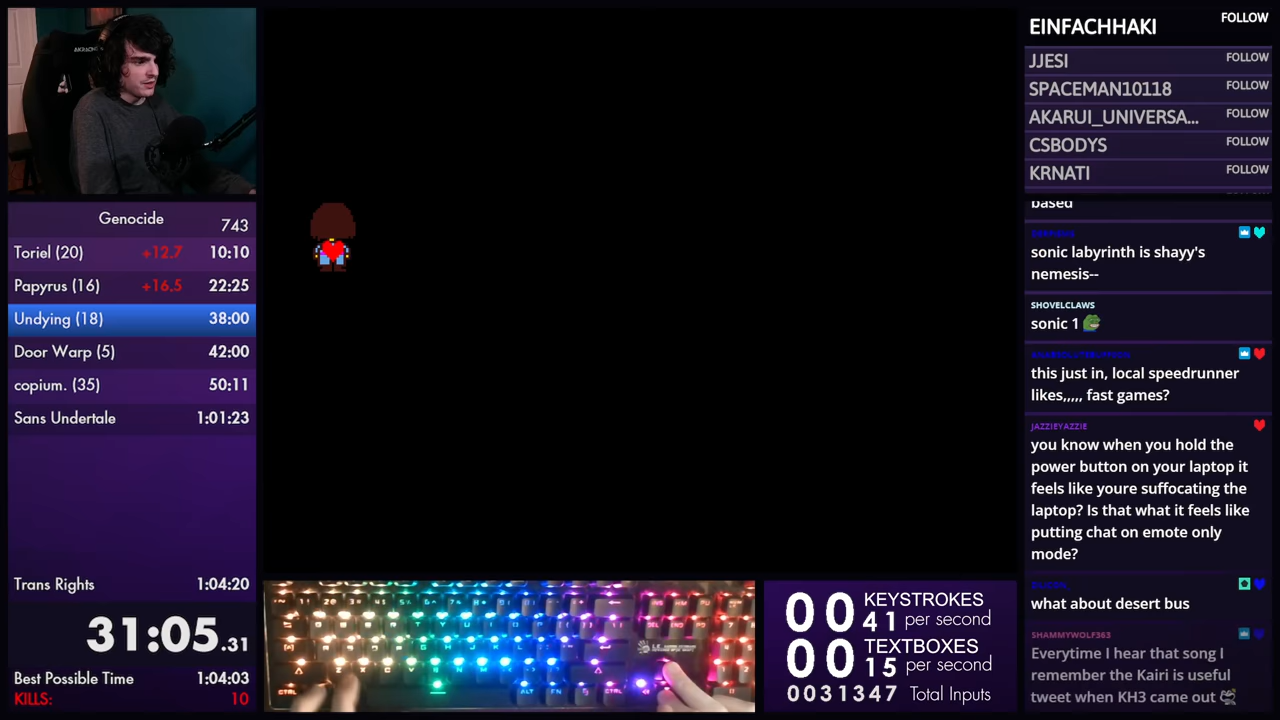 Genocide 743
Toriel (20) +12.7 10:10
Papyrus (16) +16.5 22:25
Undying (18) 38:00
Door Warp (5) 42:00
copium. (35) 50:11
Sans Undertale 1:01:23
Trans Rights 1:04:20
31:05.31
Best Possible Time 1:04:03
KILLS: 10
00 KEYSTROKES
41 per second
00 TEXTBOXES
15 per second
0031347 Total Inputs
EINFACHHAKI FOLLOW
JJESI FOLLOW
SPACEMAN10118 FOLLOW
AKARUI_UNIVERSA... FOLLOW
CSBODYS FOLLOW
KRNATI FOLLOW
based
sonic labyrinth is shayy's
nemesis--
SHOVELCLAWS
sonic 1
this just in, local speedrunner
likes,,,,, fast games?
JAZZIEYAZZIE
you know when you hold the
power button on your laptop it
feels like youre suffocating the
laptop? Is that what it feels like
putting chat on emote only
mode?
what about desert bus
SHAMMYWOLF363
Everytime I hear that song I
remember the Kairi is useful
tweet when KH3 came out